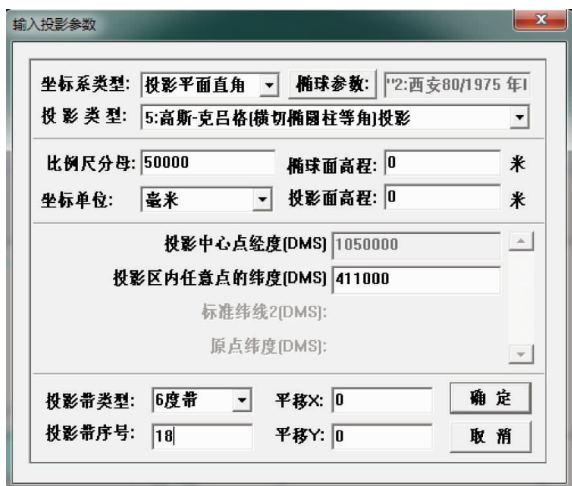 输入投影参数
坐标系类型: 投影平面直角 椭球参数: "2:西安80/1975 年I
投影类型: 5:高斯-克吕格(横切椭圆柱等角)投影
比例尺分母: 50000 椭球面高程: 0 米
坐标单位: 毫米 投影面高程: 0 米
投影中心点经度(DMS) 1050000
投影区内任意点的纬度(DMS) 411000
标准纬线2(DMS):
原点纬度(DMS):
投影带类型: 6度带 平移X: 0 确定
投影带序号: 18 平移Y: 0 取消